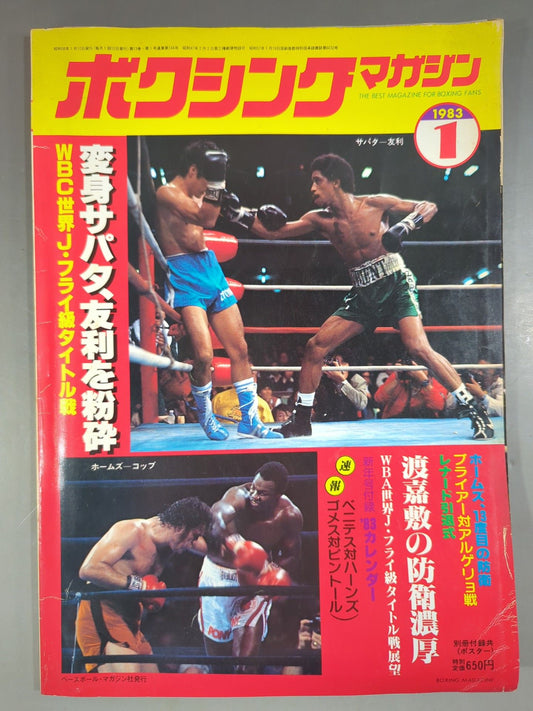 ボクシングマガジン
THE BEST MAGAZINE FOR BOXING FANS
1983
1
サパター友利
変身サパタ、友利を粉砕
WBC世界J・フライ級タイトル戦
ホームズーコッブ
ホームズ、13度目の防衛
プライアー対アルゲリョ戦
レナード引退式
渡嘉敷の防衛濃厚
WBA世界J・フライ級タイトル戦展望
新年号付録 '83カレンダー
速報
ベニテス対ハーンズ
ゴメス対ピントール
別冊付録共
(ポスター)
特別定価650円
ベースボール・マガジン社発行
BOXING MAGAZINE